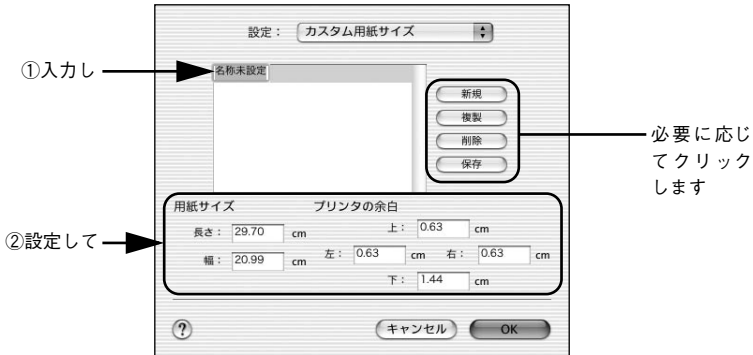 設定： カスタム用紙サイズ
①入力し
名称未設定
新規
複製
削除
保存
必要に応じ
てクリック
します
用紙サイズ プリンタの余白
②設定して
長さ： 29.70 cm
幅： 20.99 cm
上： 0.63 cm
左： 0.63 cm 右： 0.63 cm
下： 1.44 cm
? キャンセル OK